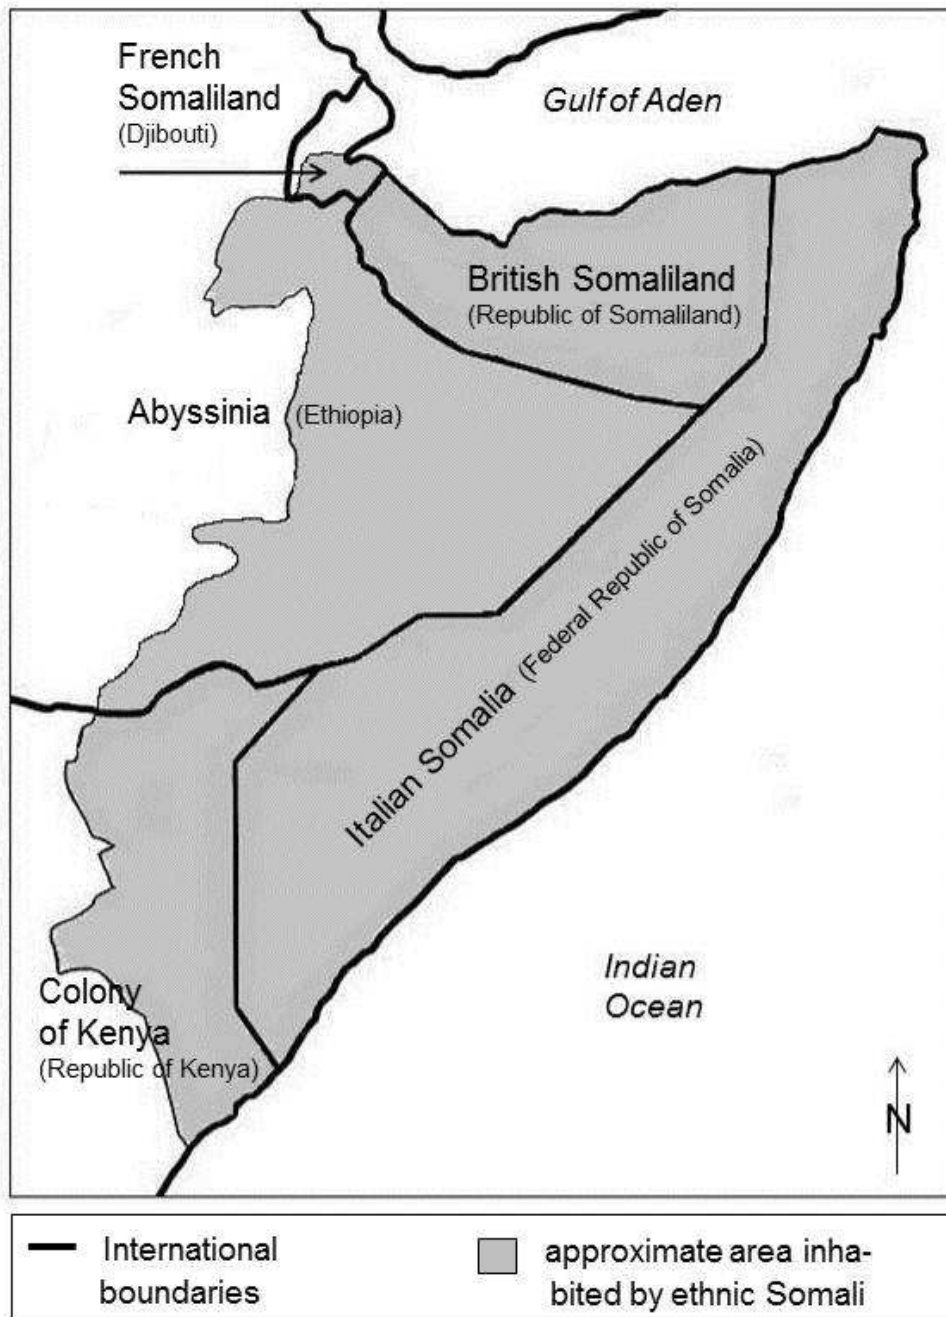 French
Somaliland
(Djibouti)
Gulf of Aden
British Somaliland
(Republic of Somaliland)
Abyssinia (Ethiopia)
Italian Somalia (Federal Republic of Somalia)
Indian
Ocean
Colony
of Kenya
(Republic of Kenya)
N
International
boundaries
approximate area inha-
bited by ethnic Somali